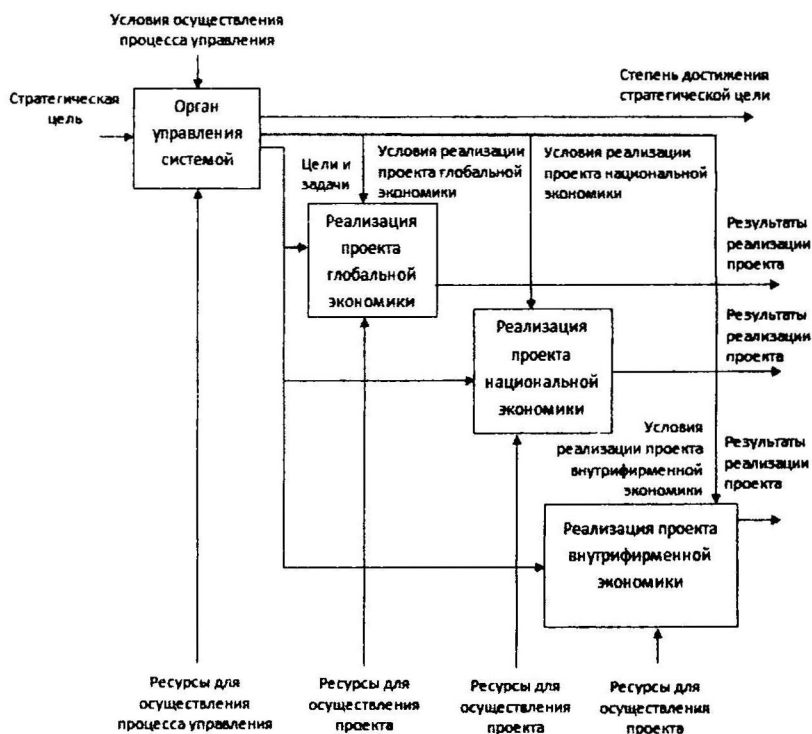 Условия осуществления
процесса управления
Стратегическая
цель
Орган
управления
системой
Степень достижения
стратегической цели
Цели и
задачи
Условия реализации
проекта глобальной
экономики
Условия реализации
проекта национальной
экономики
Реализация
проекта
глобальной
экономики
Результаты
реализации
проекта
Реализация
проекта
национальной
экономики
Результаты
реализации
проекта
Условия
реализации проекта
внутрифирменной
экономики
Результаты
реализации
проекта
Реализация проекта
внутрифирменной
экономики
Ресурсы для
осуществления
процесса управления
Ресурсы для
осуществления
проекта
Ресурсы для
осуществления
проекта
Ресурсы для
осуществления
проекта